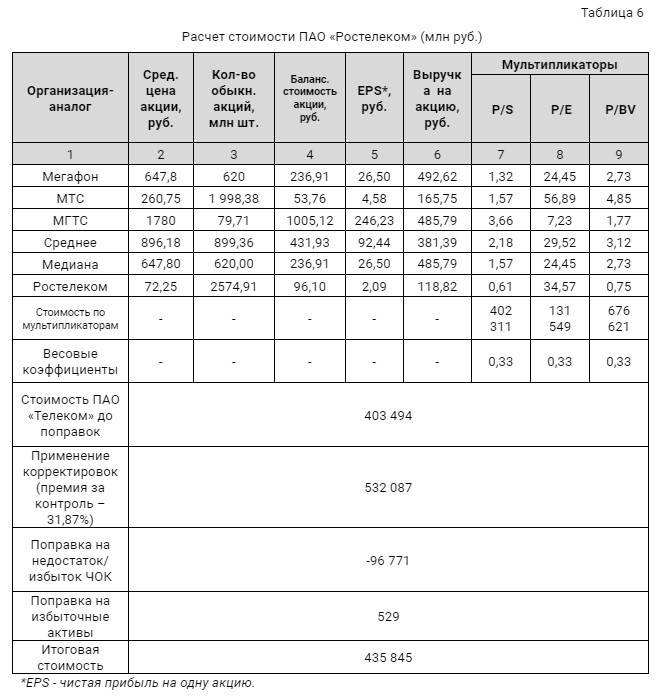 Таблица 6
Расчет стоимости ПАО «Ростелеком» (млн руб.)
Организация-аналог
Сред. цена акции, руб.
Кол-во обыкн. акций, млн шт.
Баланс. стоимость акции, руб.
EPS*, руб.
Выручка на акцию, руб.
Мультипликаторы
P/S P/E P/BV
1 2 3 4 5 6 7 8 9
Мегафон 647,8 620 236,91 26,50 492,62 1,32 24,45 2,73
МТС 260,75 1 998,38 53,76 4,58 165,75 1,57 56,89 4,85
МГТС 1780 79,71 1005,12 246,23 485,79 3,66 7,23 1,77
Среднее 896,18 899,36 431,93 92,44 381,39 2,18 29,52 3,12
Медиана 647,80 620,00 236,91 26,50 485,79 1,57 24,45 2,73
Ростелеком 72,25 2574,91 96,10 2,09 118,82 0,61 34,57 0,75
Стоимость по мультипликаторам - - - - - 402 311 131 549 676 621
Весовые коэффициенты - - - - - 0,33 0,33 0,33
Стоимость ПАО «Телеком» до поправок 403 494
Применение корректировок (премия за контроль – 31,87%) 532 087
Поправка на недостаток/избыток ЧОК -96 771
Поправка на избыточные активы 529
Итоговая стоимость 435 845
*EPS - чистая прибыль на одну акцию.